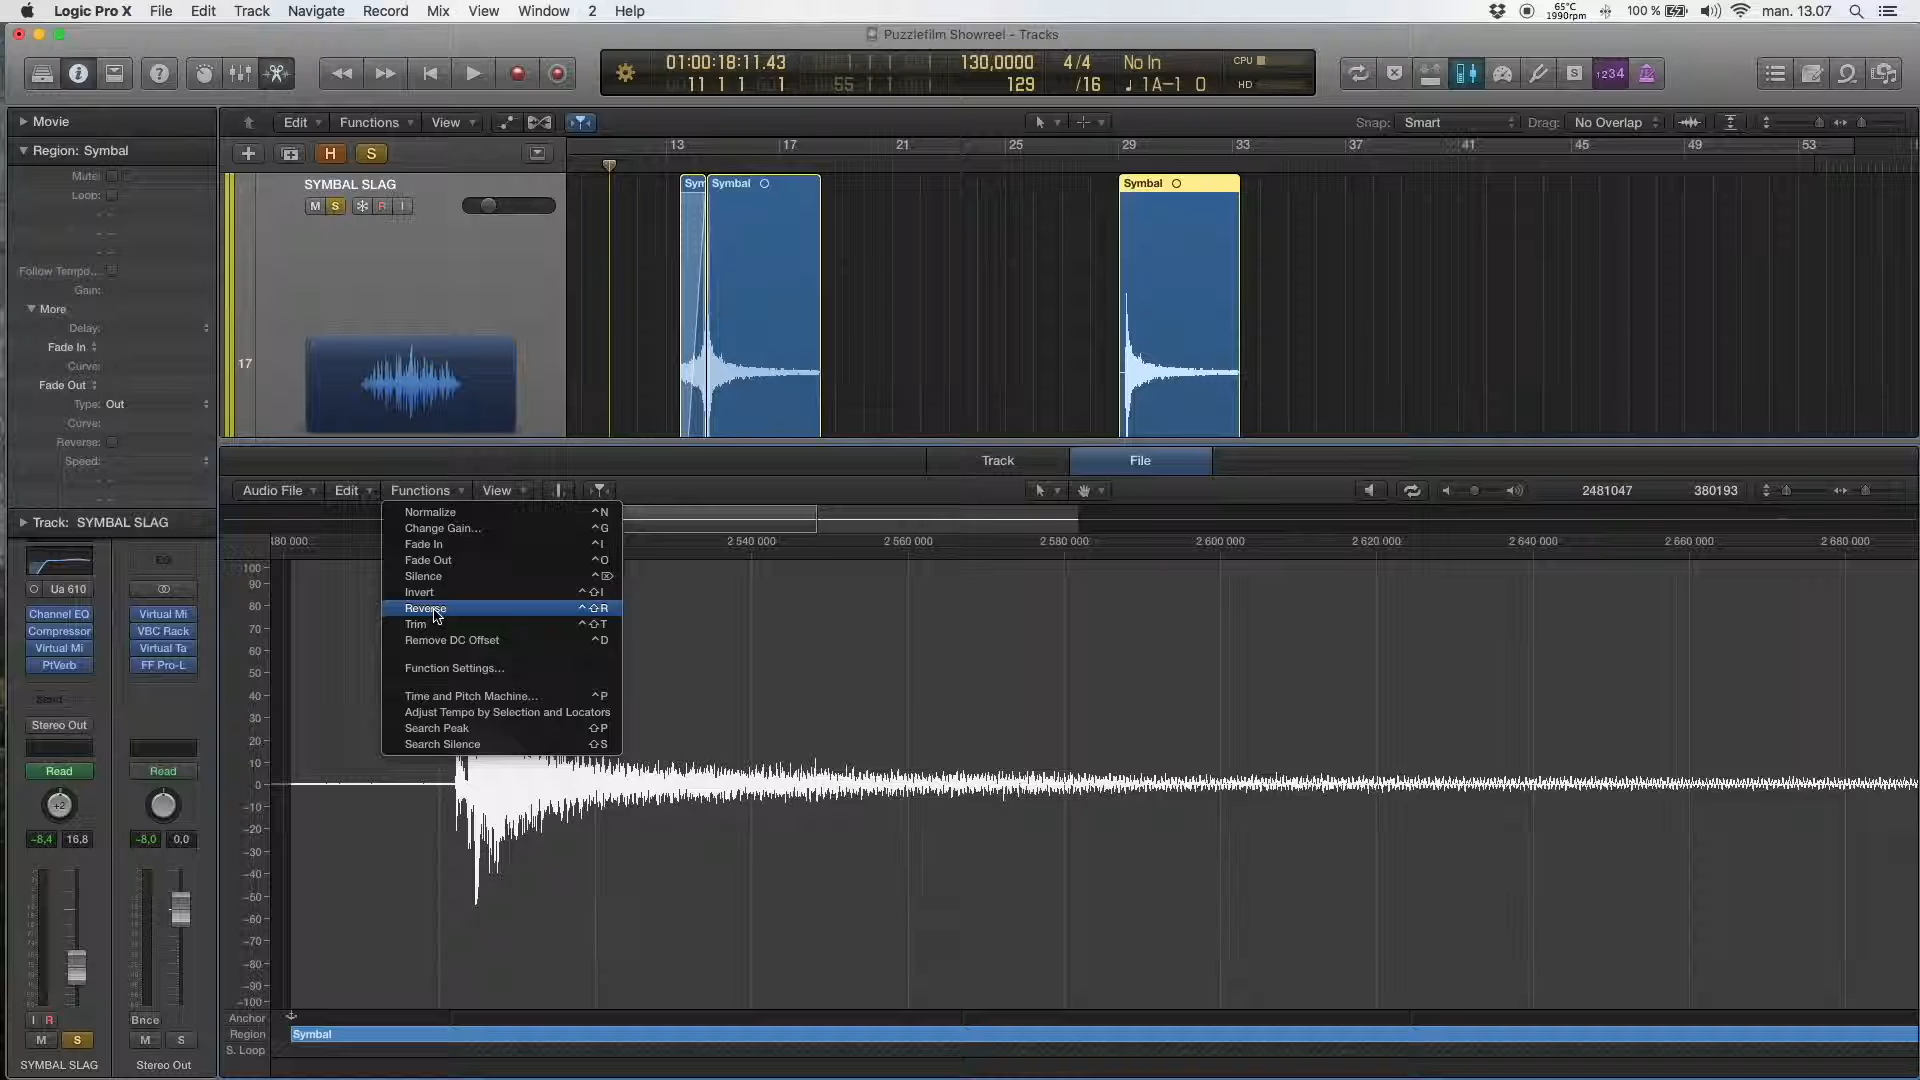 Logic Pro X File Edit Track Navigate Record Mix View Window 2 Help
65°C
1990rpm
100 % man. 13.07
Puzzlefilm Showreel - Tracks
01:00:18:11.43 130,0000 4/4 No In CPU
11 1 1 1 129 /16 1A-1 0 HD
1234
Movie
Edit Functions View Snap: Smart Drag: No Overlap
Region: Symbal
H S
13 17 21 25 29 33 37 41 45 49 53
Mute:
Loop:
Follow Tempo...
Gain:
More
Delay:
Fade In
Curve:
Fade Out
Type: Out
Curve:
Reverse:
Speed:
SYMBAL SLAG
M S R I
17
Sym Symbal Symbal
Track File
Audio File Edit Functions View 2481047 380193
Normalize ^N
Change Gain... ^G
Fade In ^I
Fade Out ^O
Silence ^⌦
Invert ^⇧I
Reverse ^⇧R
Trim ^⇧T
Remove DC Offset ^D
Function Settings...
Time and Pitch Machine... ^P
Adjust Tempo by Selection and Locators
Search Peak ⇧P
Search Silence ⇧S
480 000 2 540 000 2 560 000 2 580 000 2 600 000 2 620 000 2 640 000 2 660 000 2 680 000
100
90
80
70
60
50
40
30
20
10
0
-10
-20
-30
-40
-50
-60
-70
-80
-90
-100
Anchor
Region Symbal
S. Loop
Track: SYMBAL SLAG
EQ
Ua 610
Channel EQ Virtual Mi
Compressor VBC Rack
Virtual Mi Virtual Ta
PtVerb FF Pro-L
Send
Stereo Out
Read Read
+2
-8,4 16,8 -8,0 0,0
I R Bnce
M S M S
SYMBAL SLAG Stereo Out